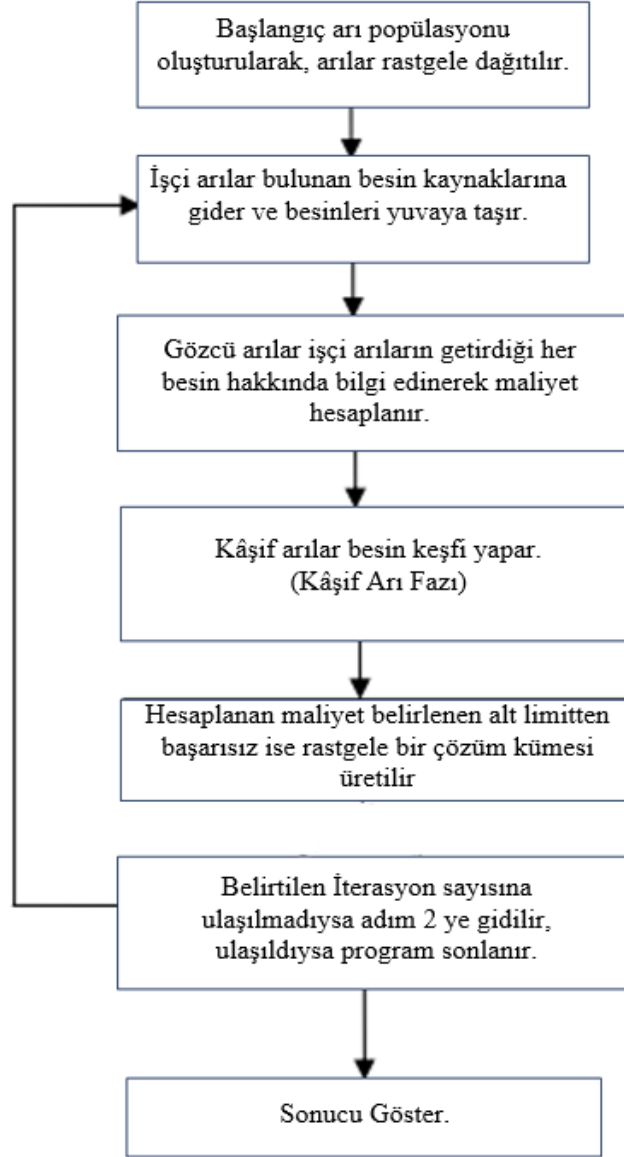 Başlangıç arı popülasyonu
oluşturularak, arılar rastgele dağıtılır.
İşçi arılar bulunan besin kaynaklarına
gider ve besinleri yuvaya taşır.
Gözcü arılar işçi arıların getirdiği her
besin hakkında bilgi edinerek maliyet
hesaplanır.
Kâşif arılar besin keşfi yapar.
(Kâşif Arı Fazı)
Hesaplanan maliyet belirlenen alt limitten
başarısız ise rastgele bir çözüm kümesi
üretilir
Belirtilen İterasyon sayısına
ulaşılmadıysa adım 2 ye gidilir,
ulaşıldıysa program sonlanır.
Sonucu Göster.